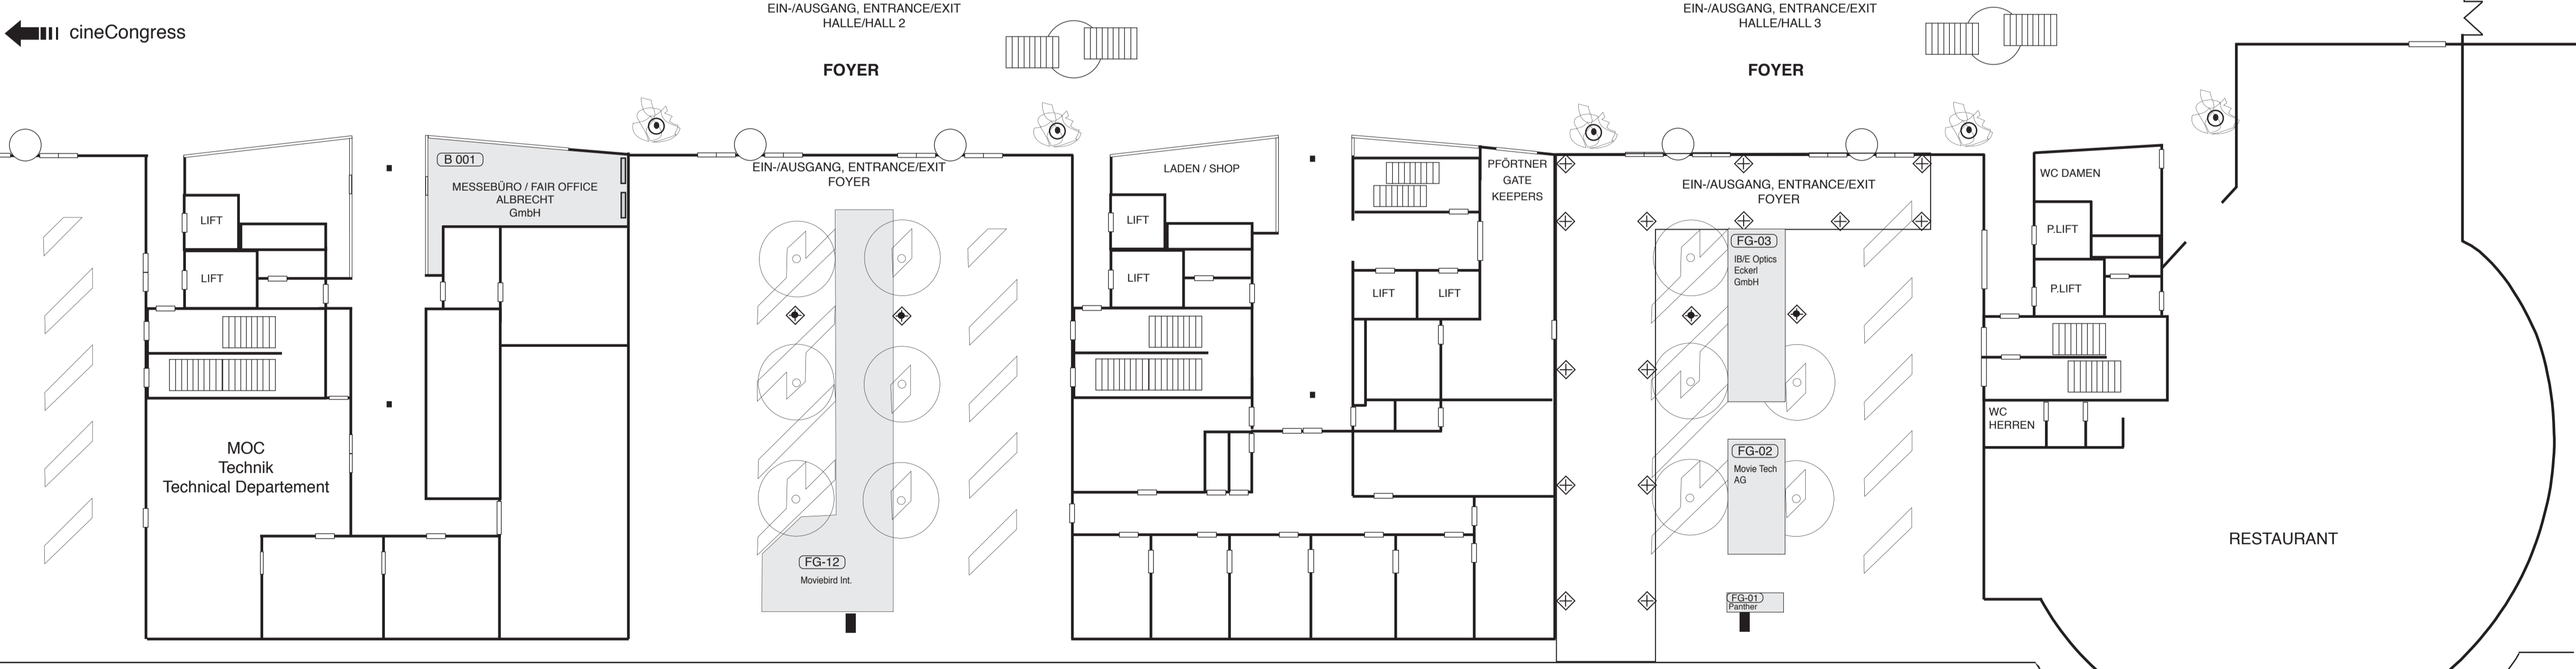 EIN-/AUSGANG, ENTRANCE/EXIT
HALLE/HALL 2
EIN-/AUSGANG, ENTRANCE/EXIT
HALLE/HALL 3
cineCongress
FOYER
FOYER
B 001
MESSEBÜRO / FAIR OFFICE
ALBRECHT
GmbH
LIFT
LIFT
MOC
Technik
Technical Departement
EIN-/AUSGANG, ENTRANCE/EXIT
FOYER
FG-12
Moviebird Int.
LADEN / SHOP
LIFT
LIFT
LIFT
LIFT
PFÖRTNER
GATE
KEEPERS
EIN-/AUSGANG, ENTRANCE/EXIT
FOYER
FG-03
IB/E Optics
Eckerl
GmbH
FG-02
Movie Tech
AG
FG-01
Panther
WC DAMEN
P.LIFT
P.LIFT
WC
HERREN
RESTAURANT